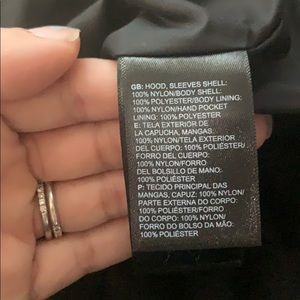 GB: HOOD, SLEEVES SHELL:
100% NYLON/BODY SHELL:
100% POLYESTER/BODY LINING:
100% NYLON/HAND POCKET
LINING: 100% POLYESTER
E: TELA EXTERIOR DE
LA CAPUCHA, MANGAS:
100% NYLON/TELA EXTERIOR
DEL CUERPO: 100% POLIÉSTER/
FORRO DEL CUERPO:
100% NYLON/FORRO
DEL BOLSILLO DE MANO:
100% POLIÉSTER
P: TECIDO PRINCIPAL DAS
MANGAS, CAPUZ: 100% NYLON/
PARTE EXTERNA DO CORPO:
100% POLIÉSTER/FORRO
DO CORPO: 100% NYLON/
FORRO DO BOLSO DA MÃO:
100% POLIÉSTER